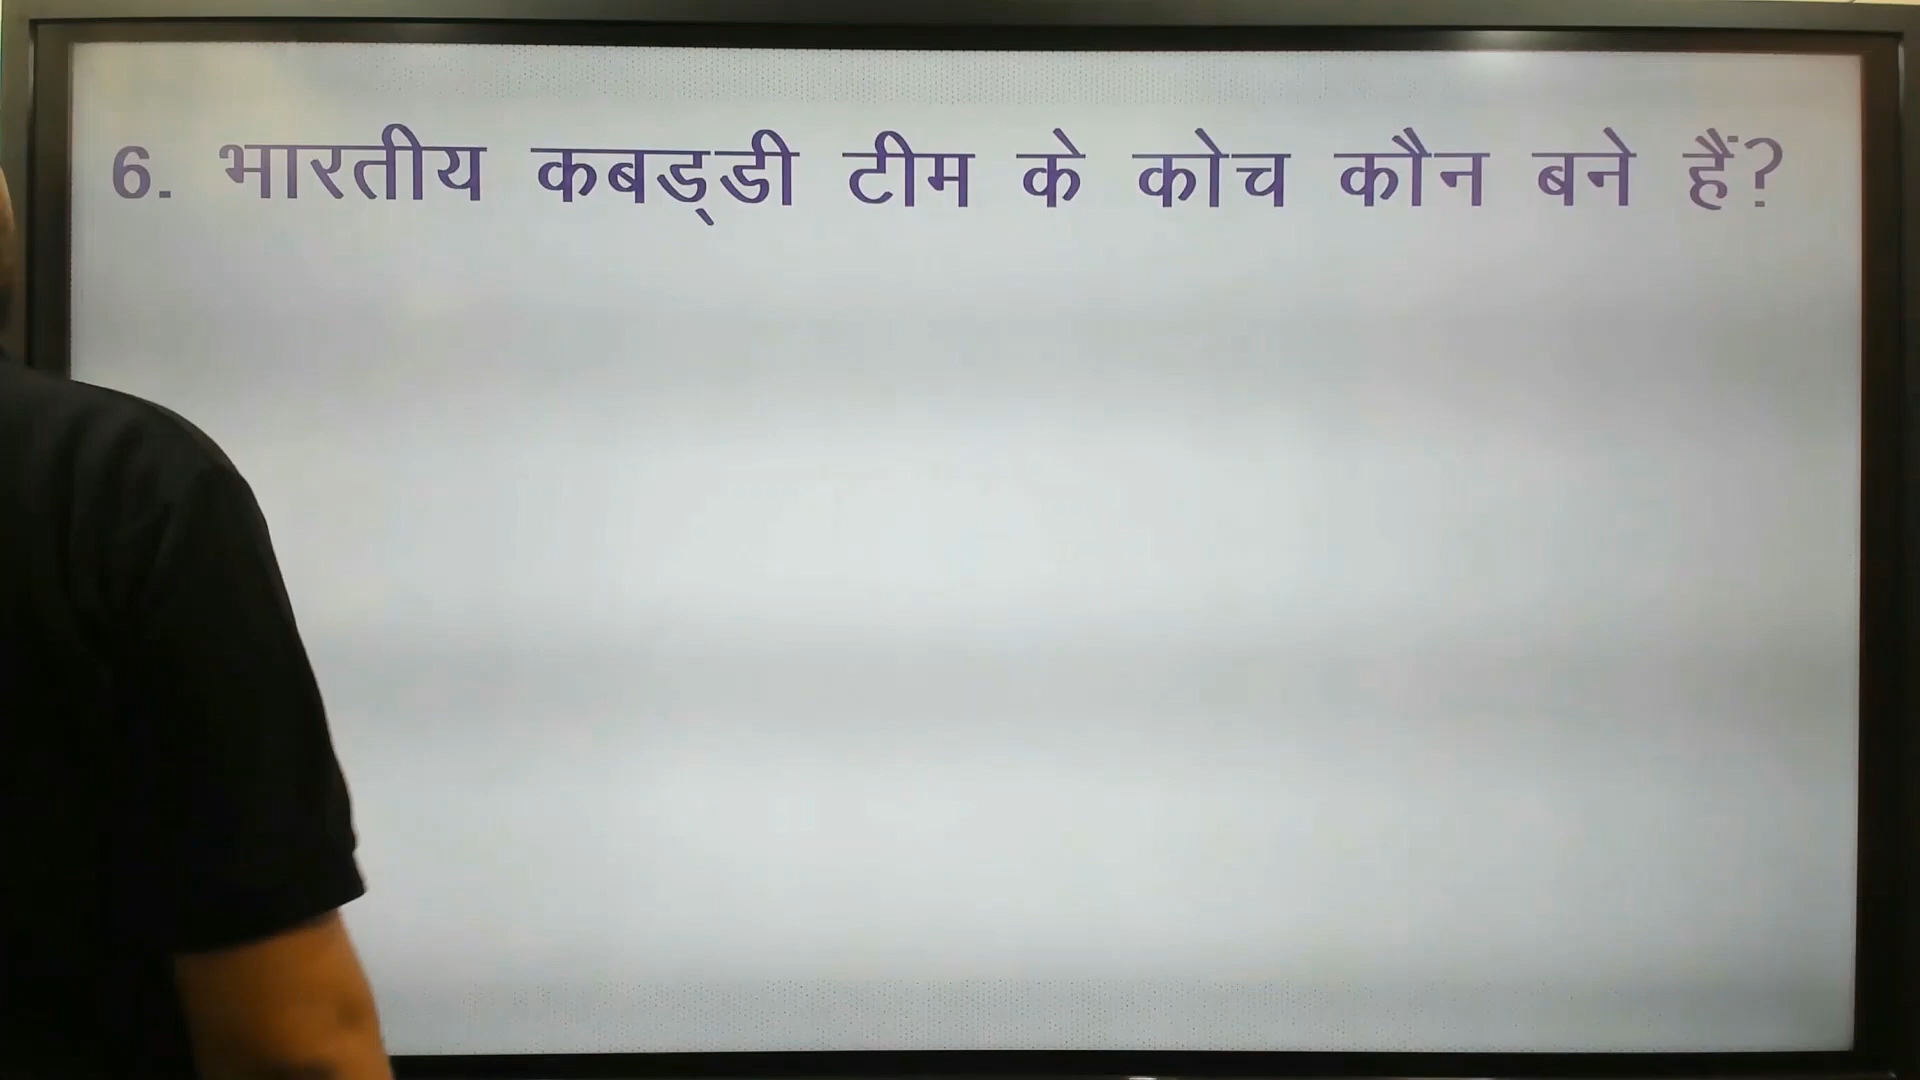 6. भारतीय कबड्‌डी टीम के कोच कौन बने हैं?